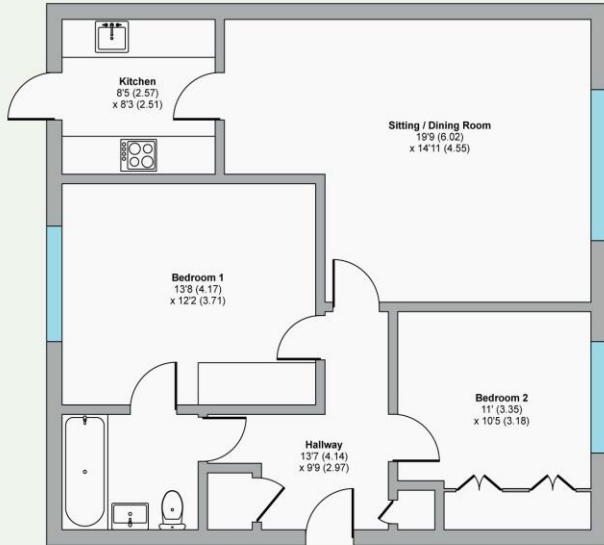 Kitchen
8'5 (2.57)
x 8'3 (2.51)
Sitting / Dining Room
19'9 (6.02)
x 14'11 (4.55)
Bedroom 1
13'8 (4.17)
x 12'2 (3.71)
Bedroom 2
11' (3.35)
x 10'5 (3.18)
Hallway
13'7 (4.14)
x 9'9 (2.97)